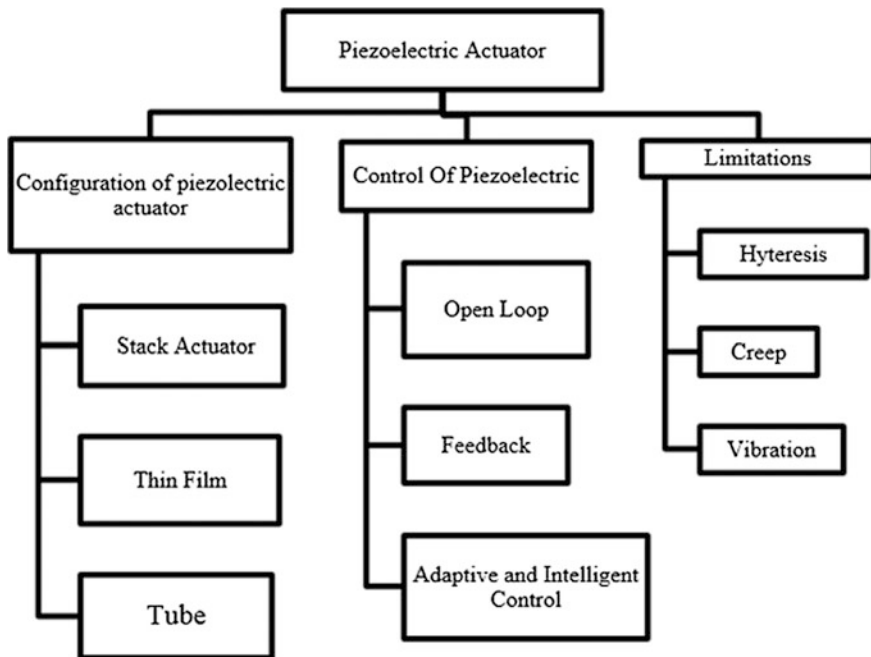 Piezoelectric Actuator
Configuration of piezolectric
actuator
Stack Actuator
Thin Film
Tube
Control Of Piezoelectric
Open Loop
Feedback
Adaptive and Intelligent
Control
Limitations
Hyteresis
Creep
Vibration